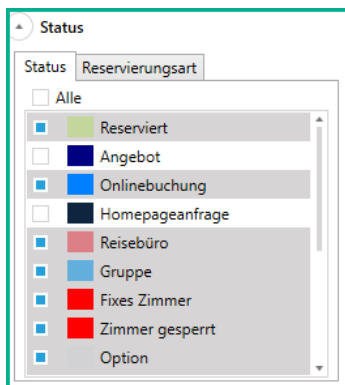 Status
Status Reservierungsart
Alle
Reserviert
Angebot
Onlinebuchung
Homepageanfrage
Reisebüro
Gruppe
Fixes Zimmer
Zimmer gesperrt
Option